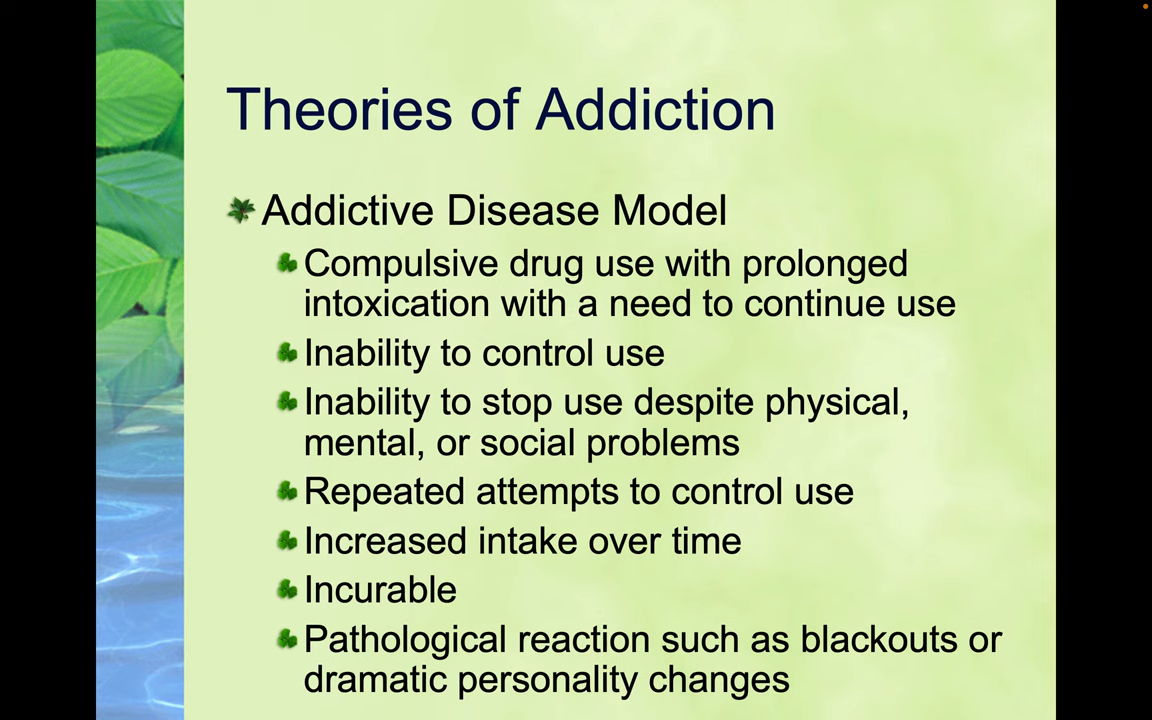 Theories of Addiction
Addictive Disease Model
Compulsive drug use with prolonged
intoxication with a need to continue use
Inability to control use
Inability to stop use despite physical,
mental, or social problems
Repeated attempts to control use
Increased intake over time
Incurable
Pathological reaction such as blackouts or
dramatic personality changes